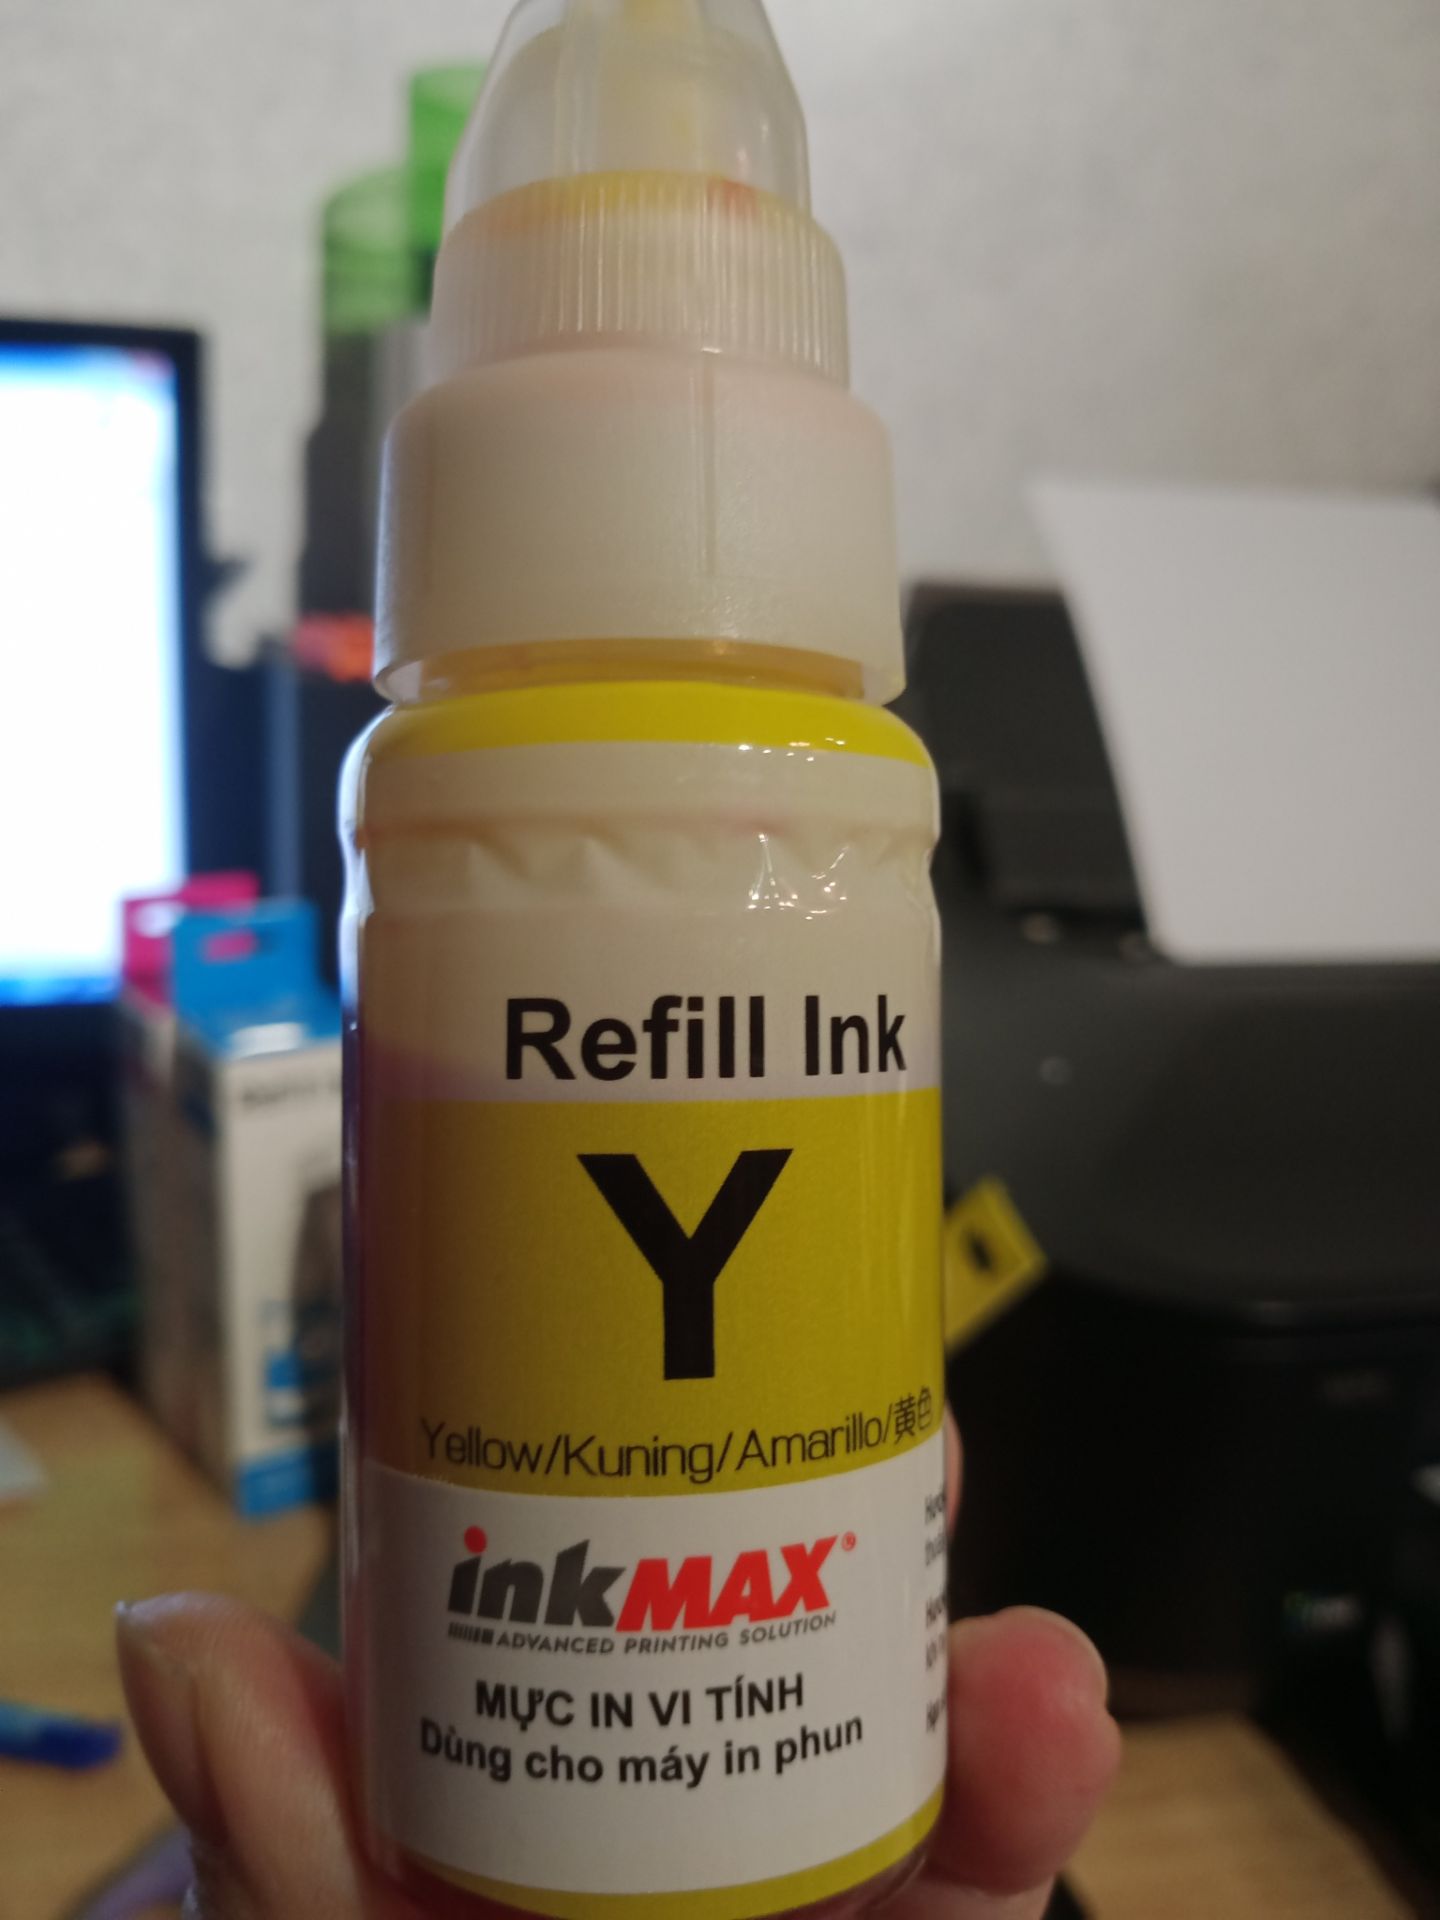 Refill Ink
Y
Yellow/Kuning/Amarillo/黄色
inkMAX®
ADVANCED PRINTING SOLUTION
MỰC IN VI TÍNH
Dùng cho máy in phun